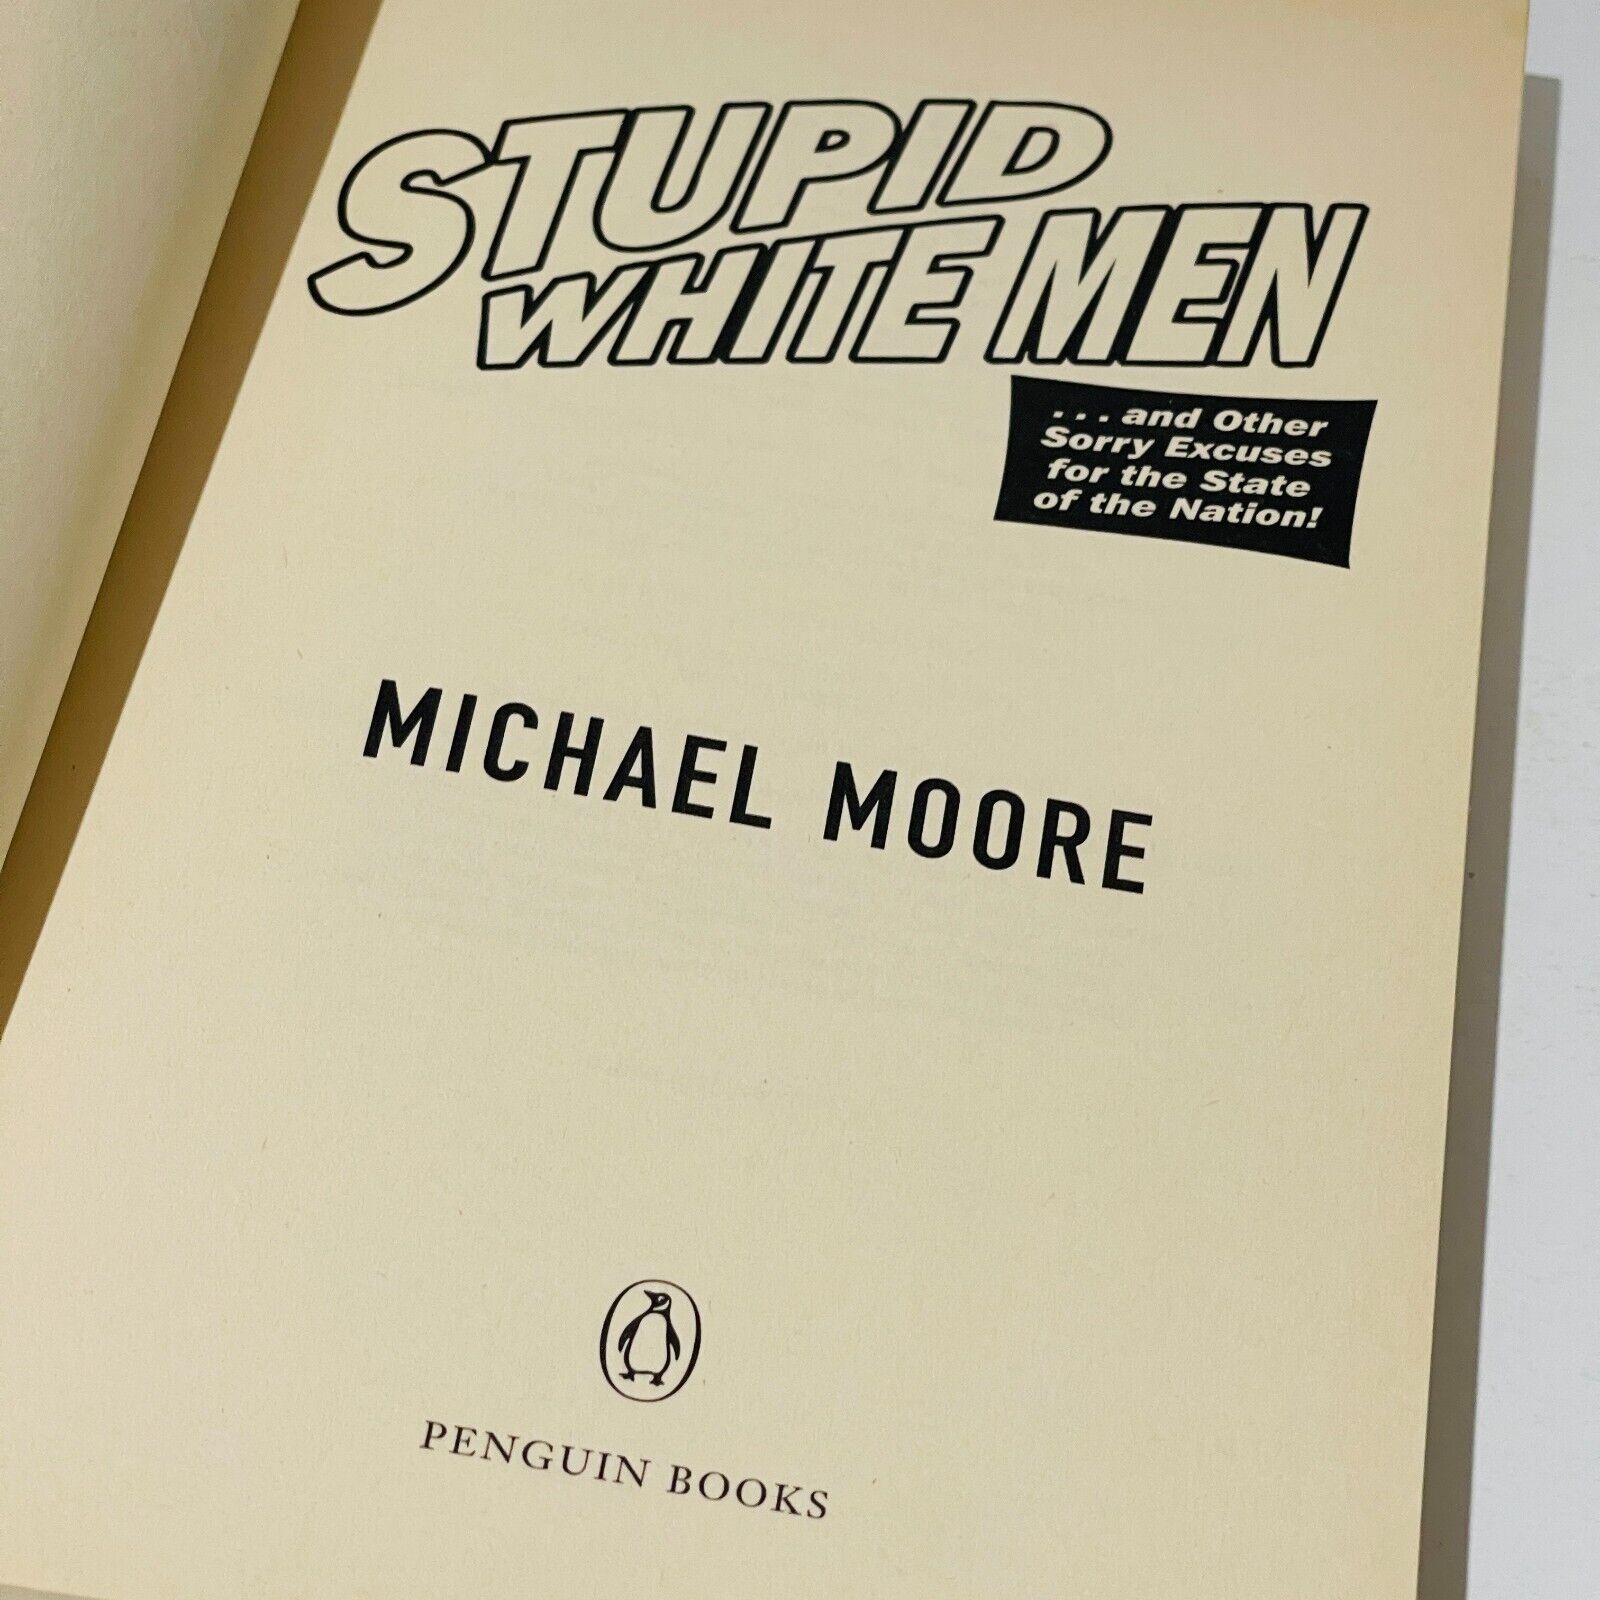 STUPID
WHITE MEN
. . . and Other
Sorry Excuses
for the State
of the Nation!
MICHAEL MOORE
PENGUIN BOOKS